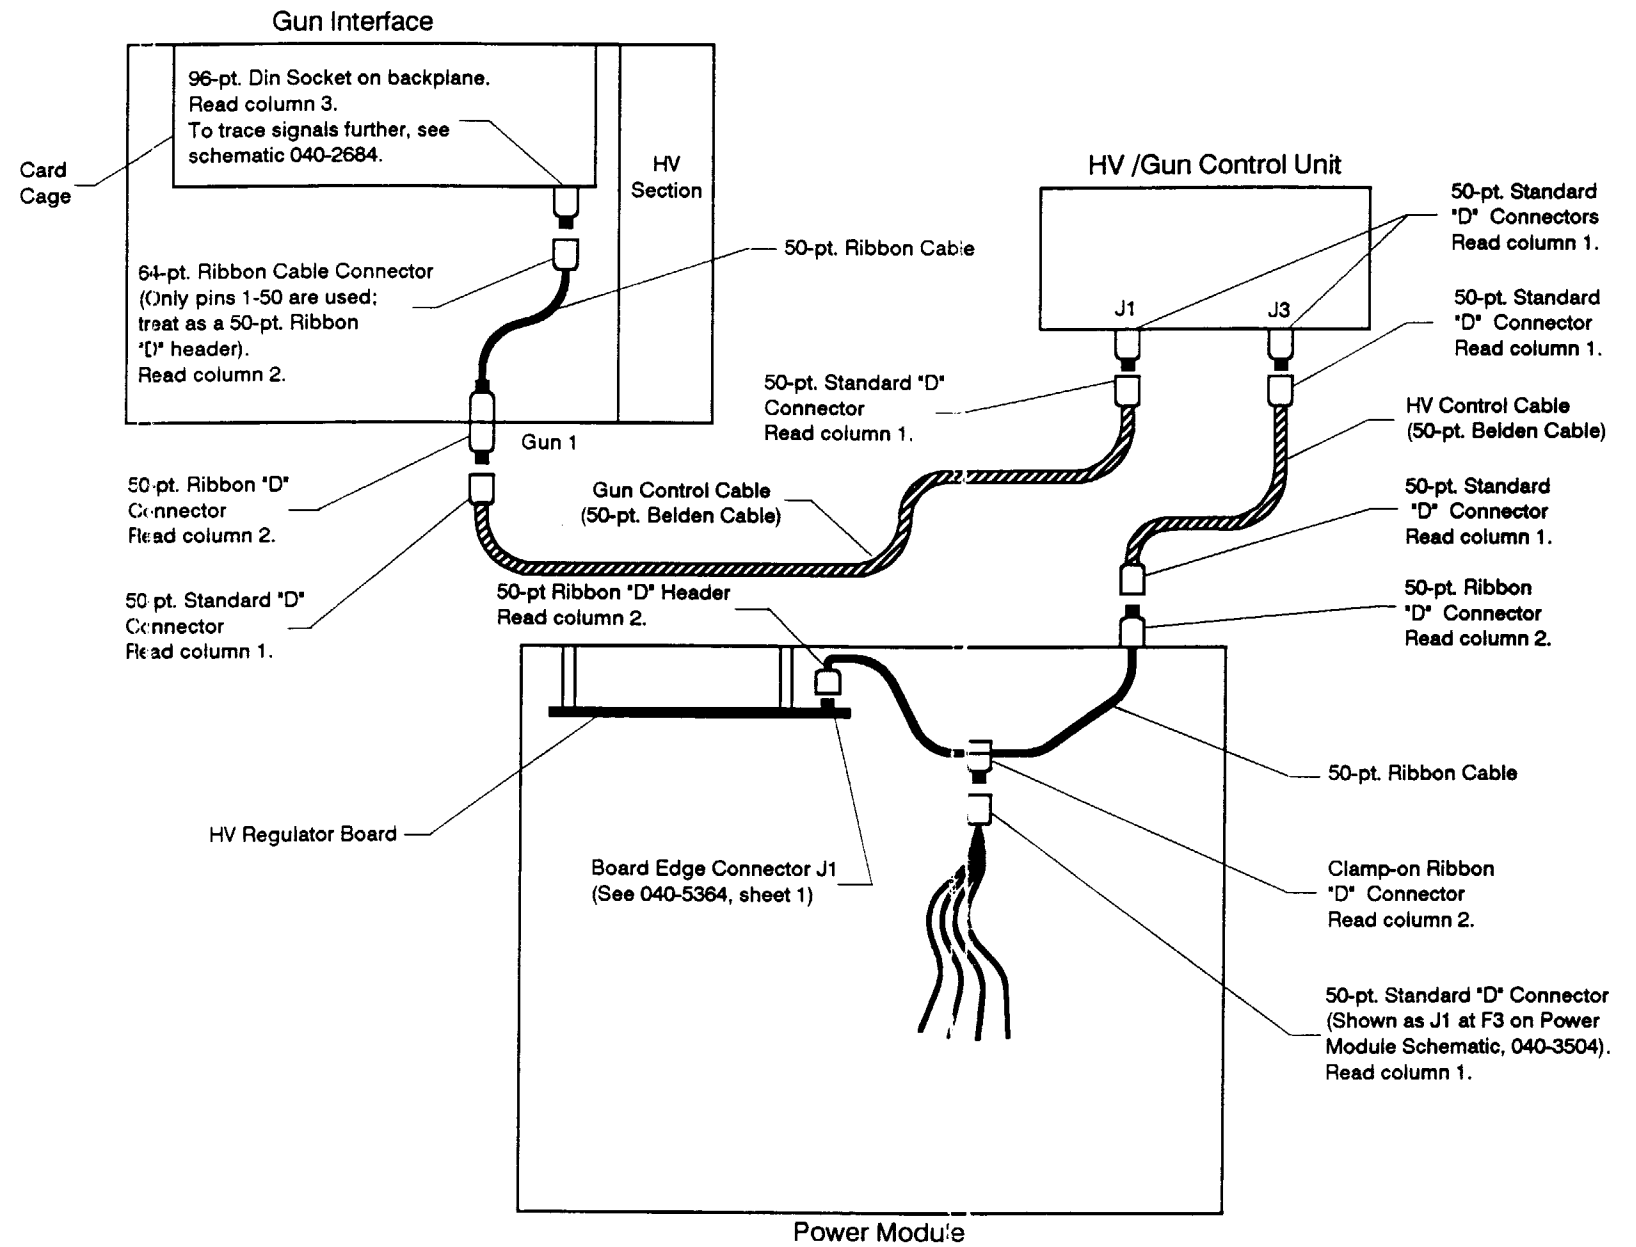 Gun Interface
96-pt. Din Socket on backplane.
Read column 3.
To trace signals further, see
schematic 040-2684.
Card
Cage
HV
Section
64-pt. Ribbon Cable Connector
(Only pins 1-50 are used;
treat as a 50-pt. Ribbon
"D" header).
Read column 2.
50-pt. Ribbon Cable
HV /Gun Control Unit
J1
J3
50-pt. Standard
"D" Connectors
Read column 1.
50-pt. Standard
"D" Connector
Read column 1.
50-pt. Standard "D"
Connector
Read column 1.
HV Control Cable
(50-pt. Belden Cable)
Gun 1
50-pt. Ribbon "D"
Connector
Read column 2.
Gun Control Cable
(50-pt. Belden Cable)
50-pt. Standard
"D" Connector
Read column 1.
50 pt. Standard "D"
Connector
Read column 1.
50-pt Ribbon "D" Header
Read column 2.
50-pt. Ribbon
"D" Connector
Read column 2.
50-pt. Ribbon Cable
HV Regulator Board
Board Edge Connector J1
(See 040-5364, sheet 1)
Clamp-on Ribbon
"D" Connector
Read column 2.
50-pt. Standard "D" Connector
(Shown as J1 at F3 on Power
Module Schematic, 040-3504).
Read column 1.
Power Module